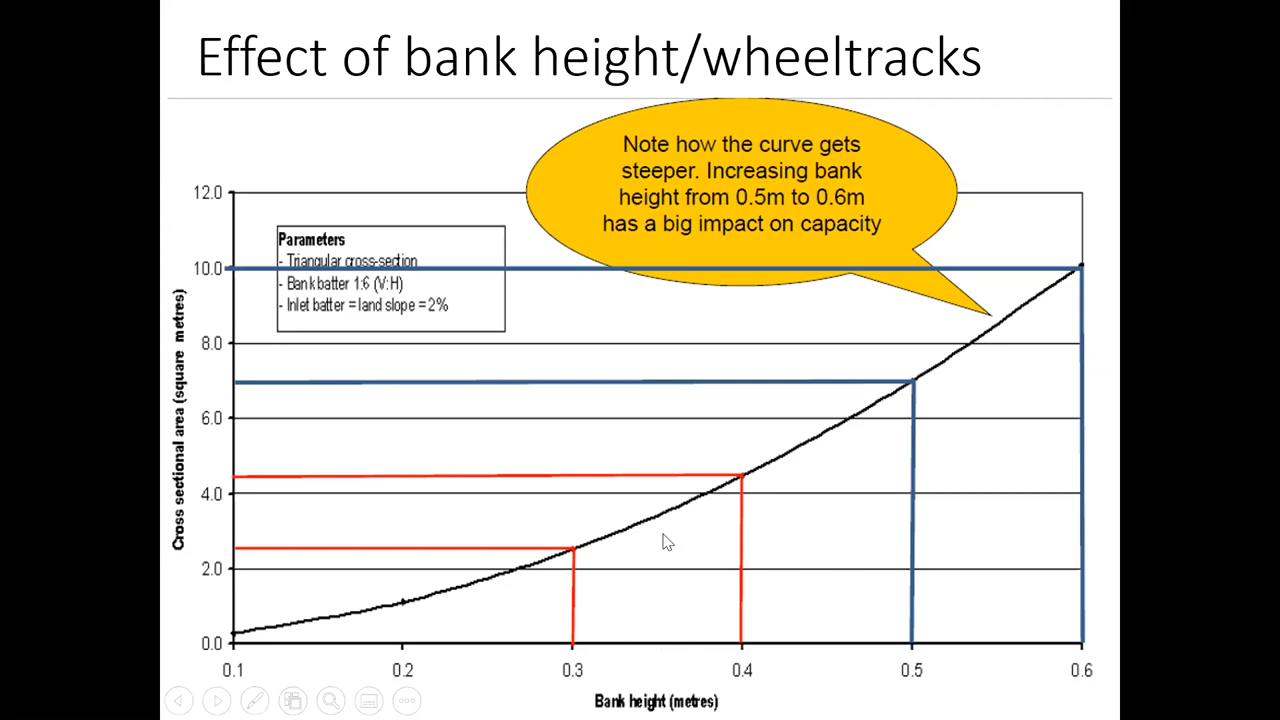 Effect of bank height/wheeltracks
Note how the curve gets
steeper. Increasing bank
height from 0.5m to 0.6m
has a big impact on capacity
12.0
10.0
8.0
6.0
4.0
2.0
0.0
Cross sectional area (square metres)
Parameters
- Triangular cross-section
- Bank batter 1:6 (V:H)
- Inlet batter = land slope = 2%
0.1 0.2 0.3 0.4 0.5 0.6
Bank height (metres)